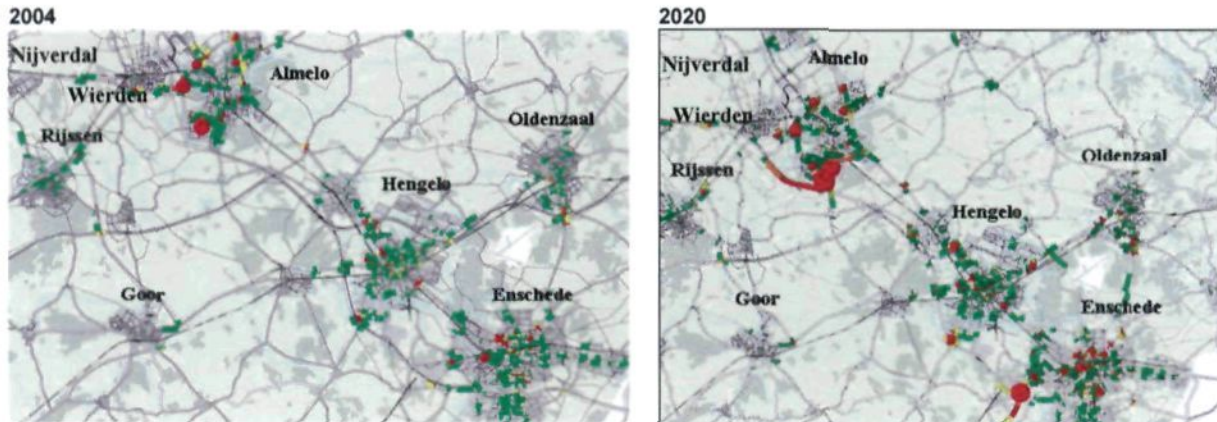 2004
Nijverdal
Almelo
Wierden
Oldenzaal
Rijssen
Hengelo
Goor
Enschede
2020
Nijverdal
Almelo
Wierden
Oldenzaal
Rijssen
Hengelo
Goor
Enschede